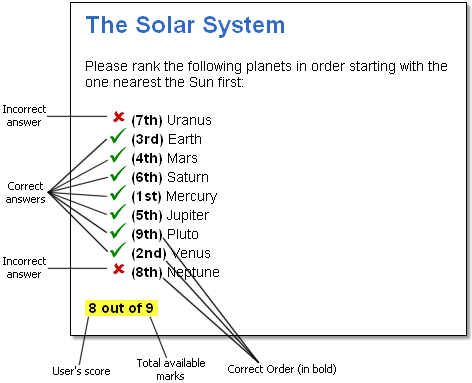 The Solar System
Please rank the following planets in order starting with the
one nearest the Sun first:
Incorrect
answer
(7th) Uranus
(3rd) Earth
(4th) Mars
(6th) Saturn
Correct
answers
(1st) Mercury
(5th) Jupiter
(9th) Pluto
(2nd) Venus
Incorrect
answer
(8th) Neptune
8 out of 9
User's score
Total available
marks
Correct Order (in bold)